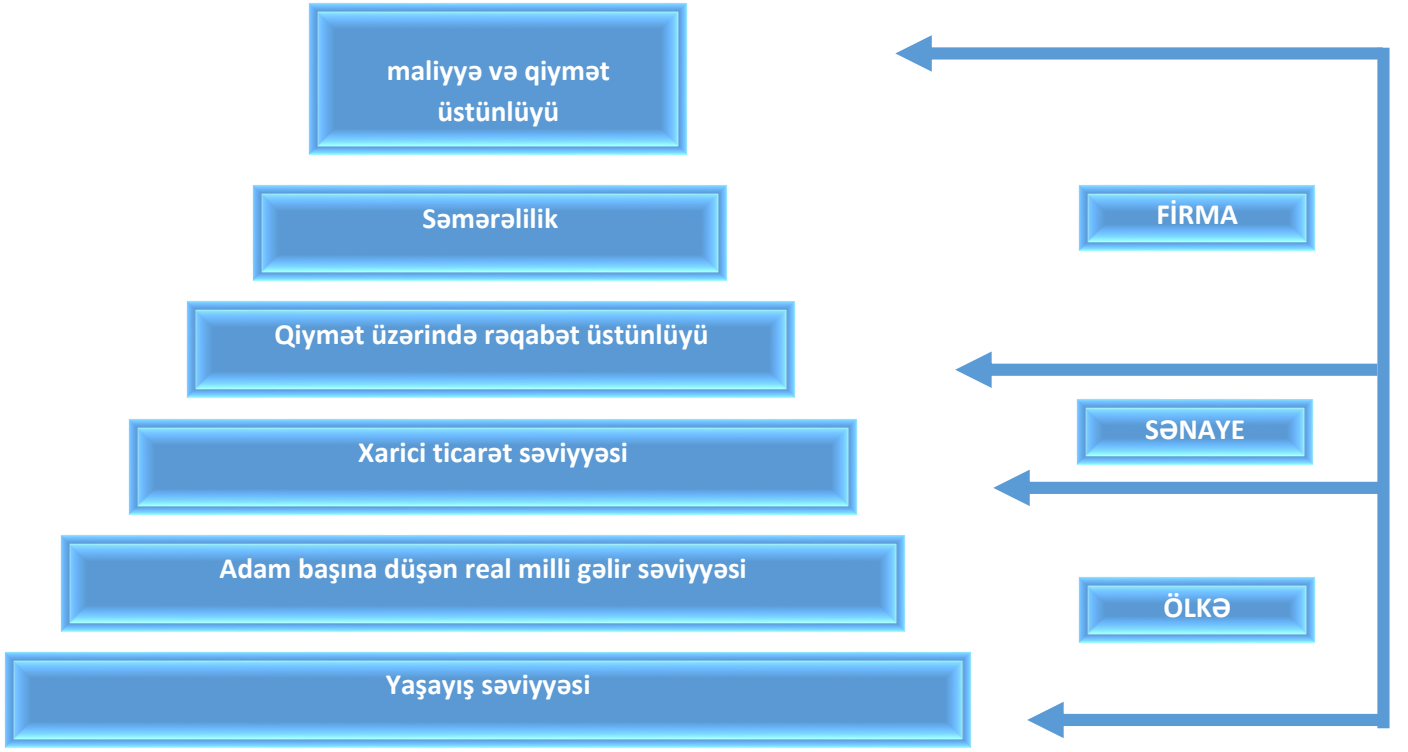 maliyyə və qiymət
üstünlüyü
Səmərəlilik
FİRMA
Qiymət üzərində rəqabət üstünlüyü
Xarici ticarət səviyyəsi
SƏNAYE
Adam başına düşən real milli gəlir səviyyəsi
ÖLKƏ
Yaşayış səviyyəsi